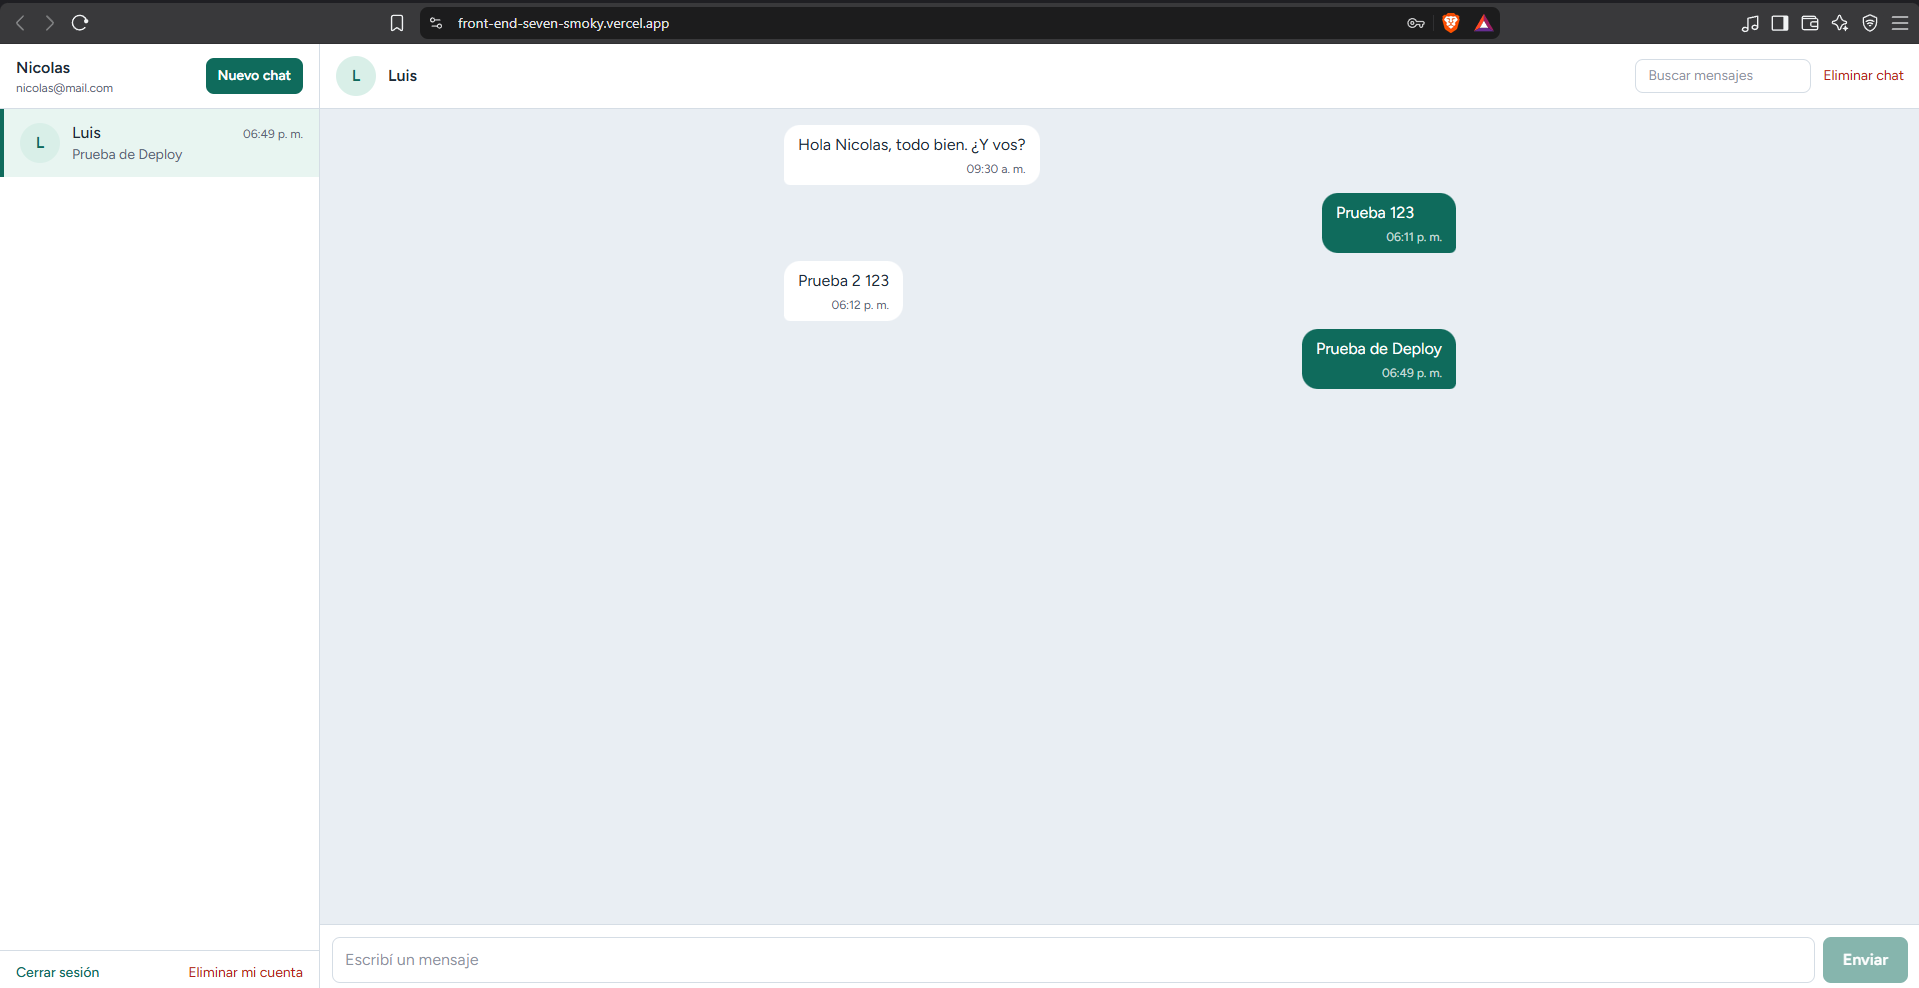 front-end-seven-smoky.vercel.app
Nicolas
nicolas@mail.com
Nuevo chat
L
Luis
06:49 p. m.
Prueba de Deploy
Cerrar sesión
Eliminar mi cuenta
L
Luis
Buscar mensajes
Eliminar chat
Hola Nicolas, todo bien. ¿Y vos?
09:30 a. m.
Prueba 123
06:11 p. m.
Prueba 2 123
06:12 p. m.
Prueba de Deploy
06:49 p. m.
Escribí un mensaje
Enviar